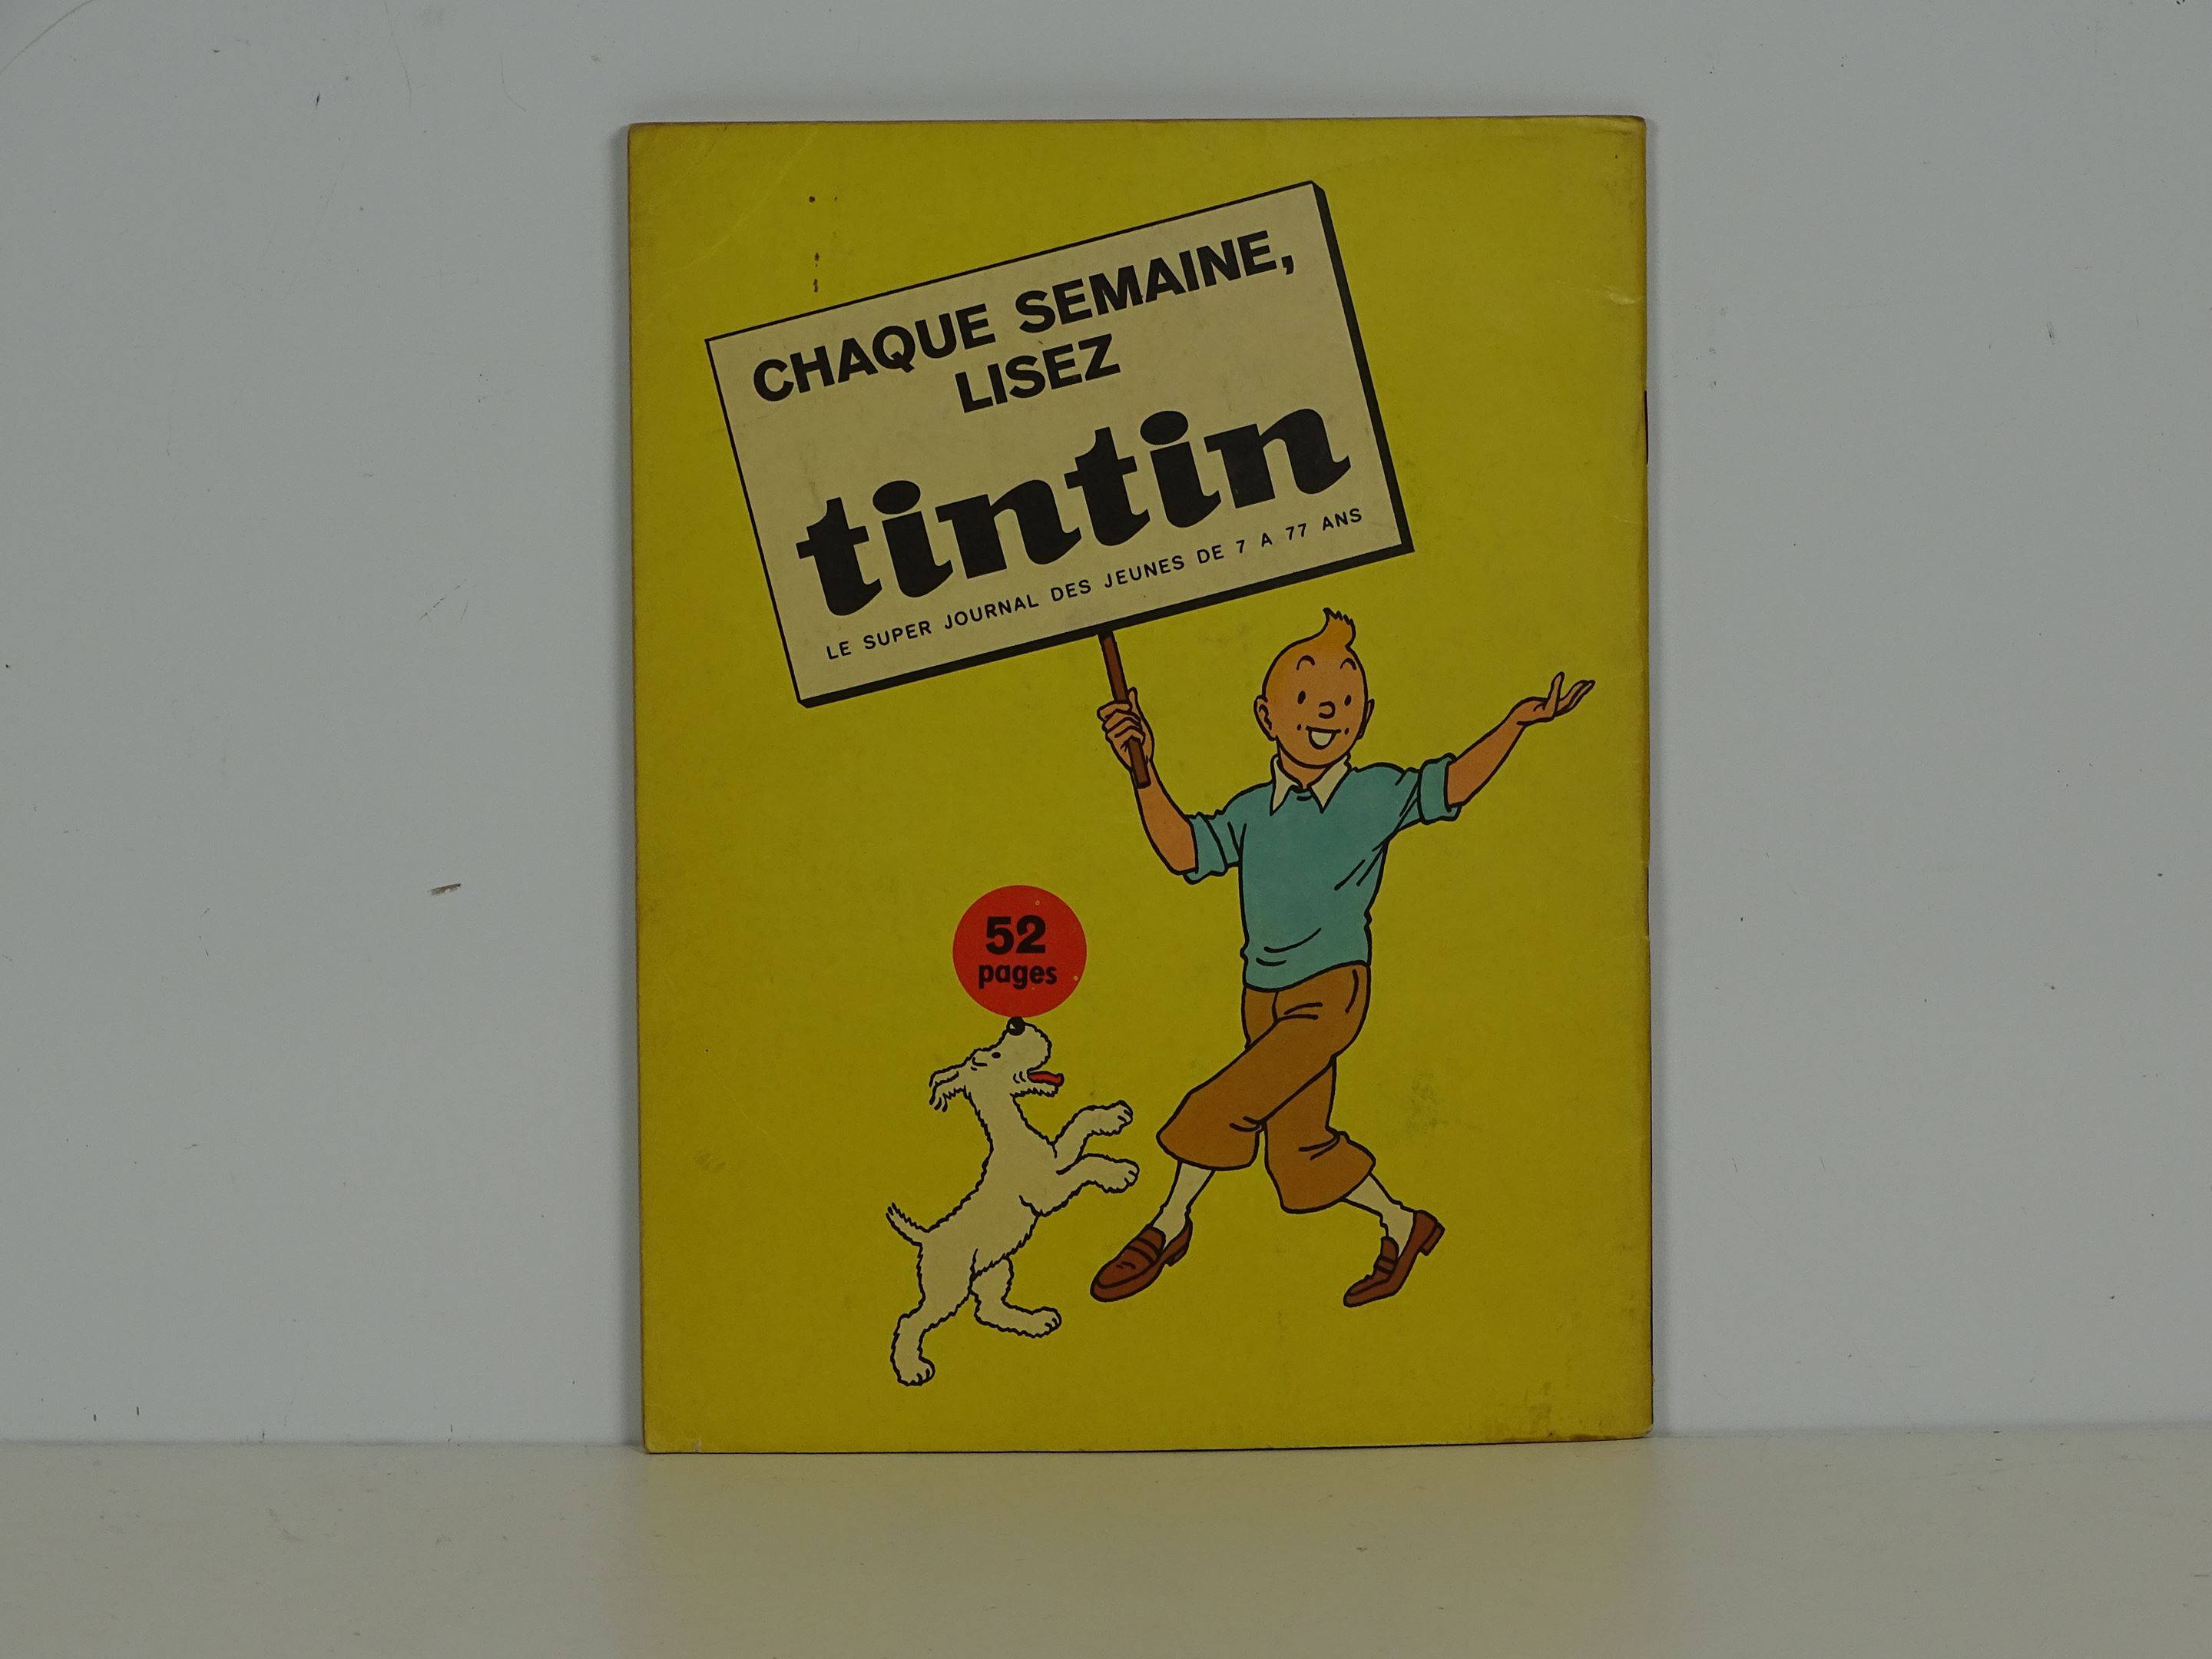 CHAQUE SEMAINE,
LISEZ
tintin
LE SUPER JOURNAL DES JEUNES DE 7 A 77 ANS
52
pages